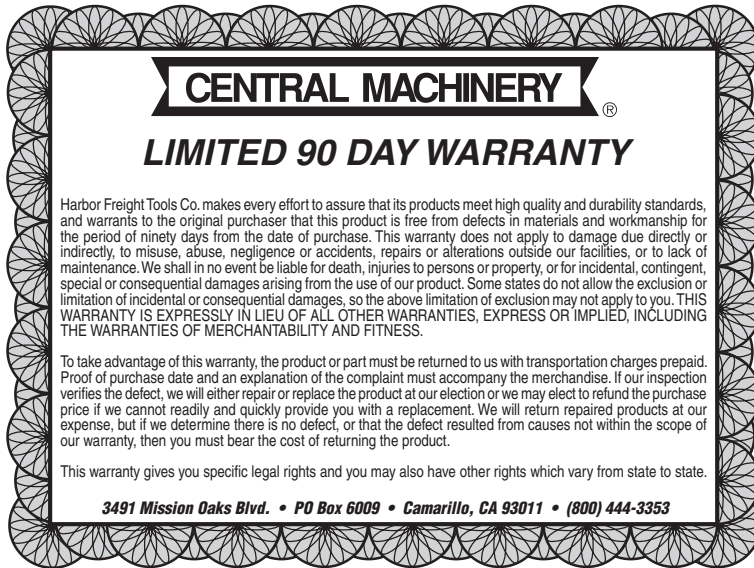 CENTRAL MACHINERY ®
LIMITED 90 DAY WARRANTY
Harbor Freight Tools Co. makes every effort to assure that its products meet high quality and durability standards,
and warrants to the original purchaser that this product is free from defects in materials and workmanship for
the period of ninety days from the date of purchase. This warranty does not apply to damage due directly or
indirectly, to misuse, abuse, negligence or accidents, repairs or alterations outside our facilities, or to lack of
maintenance. We shall in no event be liable for death, injuries to persons or property, or for incidental, contingent,
special or consequential damages arising from the use of our product. Some states do not allow the exclusion or
limitation of incidental or consequential damages, so the above limitation of exclusion may not apply to you. THIS
WARRANTY IS EXPRESSLY IN LIEU OF ALL OTHER WARRANTIES, EXPRESS OR IMPLIED, INCLUDING
THE WARRANTIES OF MERCHANTABILITY AND FITNESS.
To take advantage of this warranty, the product or part must be returned to us with transportation charges prepaid.
Proof of purchase date and an explanation of the complaint must accompany the merchandise. If our inspection
verifies the defect, we will either repair or replace the product at our election or we may elect to refund the purchase
price if we cannot readily and quickly provide you with a replacement. We will return repaired products at our
expense, but if we determine there is no defect, or that the defect resulted from causes not within the scope of
our warranty, then you must bear the cost of returning the product.
This warranty gives you specific legal rights and you may also have other rights which vary from state to state.
3491 Mission Oaks Blvd. • PO Box 6009 • Camarillo, CA 93011 • (800) 444-3353